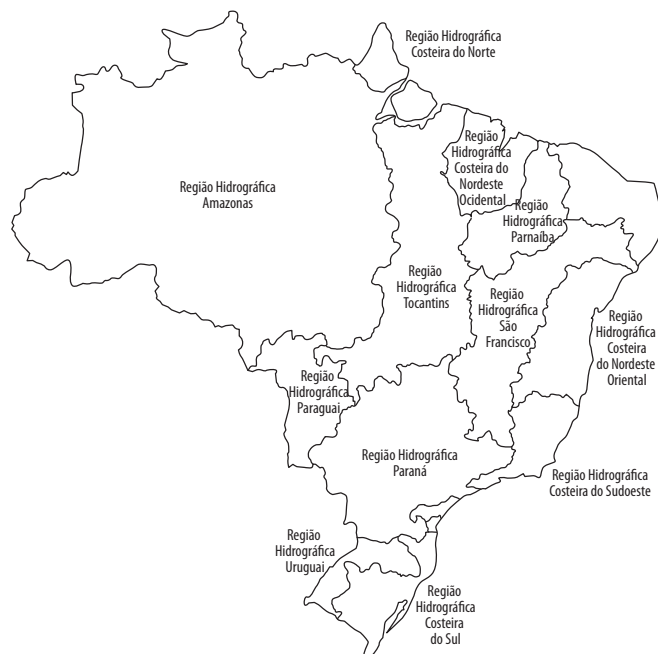 Região Hidrográfica
Costeira do Norte
Região
Hidrográfica
Costeira do
Nordeste
Ocidental
Região Hidrográfica
Amazonas
Região
Hidrográfica
Parnaíba
Região
Hidrográfica
Tocantins
Região
Hidrográfica
São
Francisco
Região
Hidrográfica
Costeira
do Nordeste
Oriental
Região
Hidrográfica
Paraguai
Região Hidrográfica
Paraná
Região Hidrográfica
Costeira do Sudoeste
Região
Hidrográfica
Uruguai
Região
Hidrográfica
Costeira
do Sul